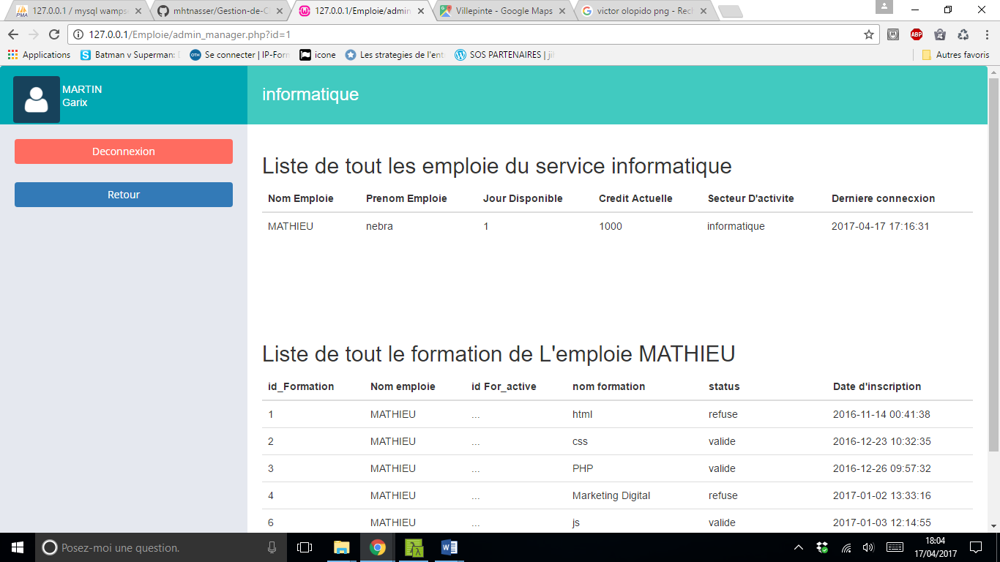 127.0.0.1 / mysql wamps
mhtnasser/Gestion-de-C
127.0.0.1/Emploie/admin
Villepinte - Google Maps
victor olopido png - Rec
127.0.0.1/Emploie/admin_manager.php?id=1
ABP
Applications
Batman v Superman:
Se connecter | IP-Form
icone
Les strategies de l'ent
SOS PARTENAIRES | ji
Autres favoris
MARTIN
Garix
informatique
Deconnexion
Retour
Liste de tout les emploie du service informatique
Nom Emploie Prenom Emploie Jour Disponible Credit Actuelle Secteur D'activite Derniere connecxion
MATHIEU nebra 1 1000 informatique 2017-04-17 17:16:31
Liste de tout le formation de L'emploie MATHIEU
id_Formation Nom emploie id For_active nom formation status Date d'inscription
1 MATHIEU ... html refuse 2016-11-14 00:41:38
2 MATHIEU ... css valide 2016-12-23 10:32:35
3 MATHIEU ... PHP valide 2016-12-26 09:57:32
4 MATHIEU ... Marketing Digital refuse 2017-01-02 13:33:16
6 MATHIEU ... js valide 2017-01-03 12:14:55
Posez-moi une question.
18:04
17/04/2017